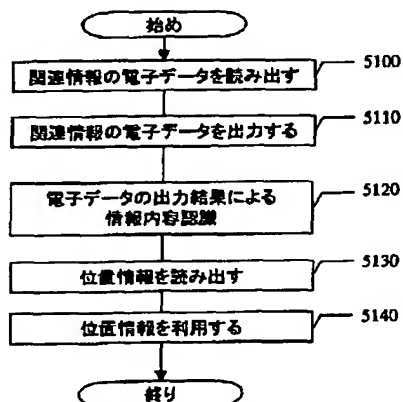 始め
関連情報の電子データを読み出す
5100
関連情報の電子データを出力する
5110
電子データの出力結果による
情報内容認識
5120
位置情報を読み出す
5130
位置情報を利用する
5140
終り